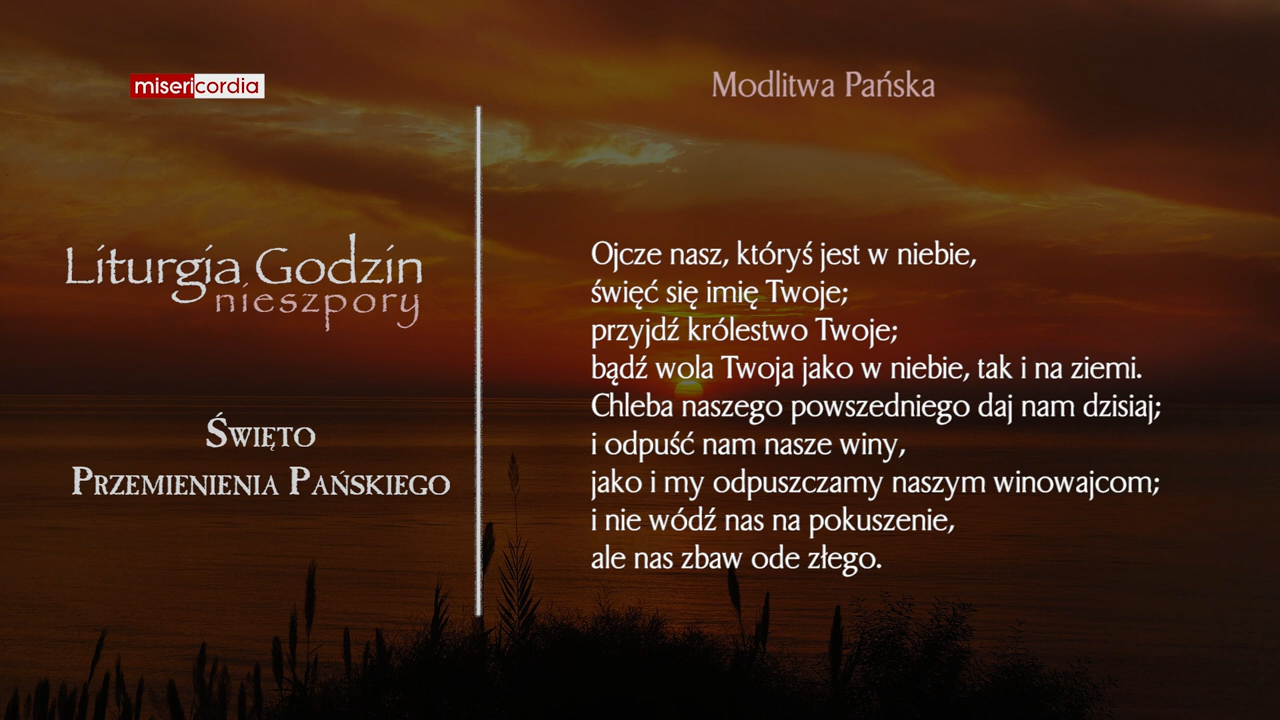 misericordia
Liturgia Godzin
nieszpory
Święto
Przemienienia Pańskiego
Modlitwa Pańska
Ojcze nasz, któryś jest w niebie,
święć się imię Twoje;
przyjdź królestwo Twoje;
bądź wola Twoja jako w niebie, tak i na ziemi.
Chleba naszego powszedniego daj nam dzisiaj;
i odpuść nam nasze winy,
jako i my odpuszczamy naszym winowajcom;
i nie wódź nas na pokuszenie,
ale nas zbaw ode złego.